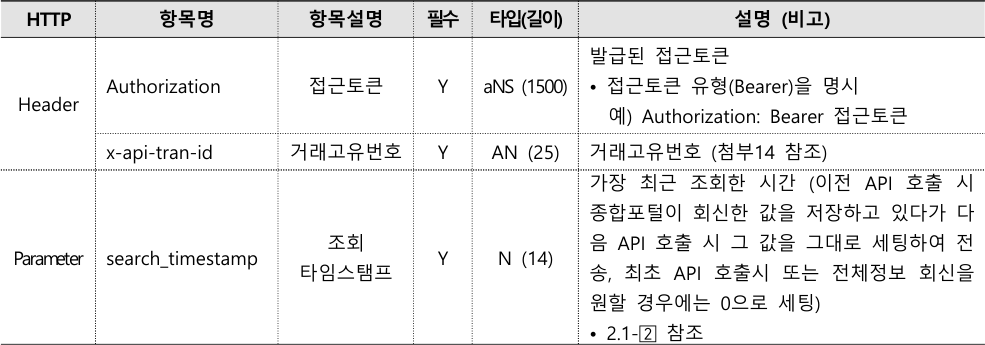 HTTP 항목명 항목설명 필수 타입(길이) 설명 (비고)
Header
Authorization 접근토큰 Y aNS (1500)
발급된 접근토큰
• 접근토큰 유형(Bearer)을 명시
예) Authorization: Bearer 접근토큰
x-api-tran-id 거래고유번호 Y AN (25) 거래고유번호 (첨부14 참조)
Parameter search_timestamp
조회
타임스탬프
Y N (14)
가장 최근 조회한 시간 (이전 API 호출 시
종합포털이 회신한 값을 저장하고 있다가 다
음 API 호출 시 그 값을 그대로 세팅하여 전
송, 최초 API 호출시 또는 전체정보 회신을
원할 경우에는 0으로 세팅)
• 2.1-2 참조